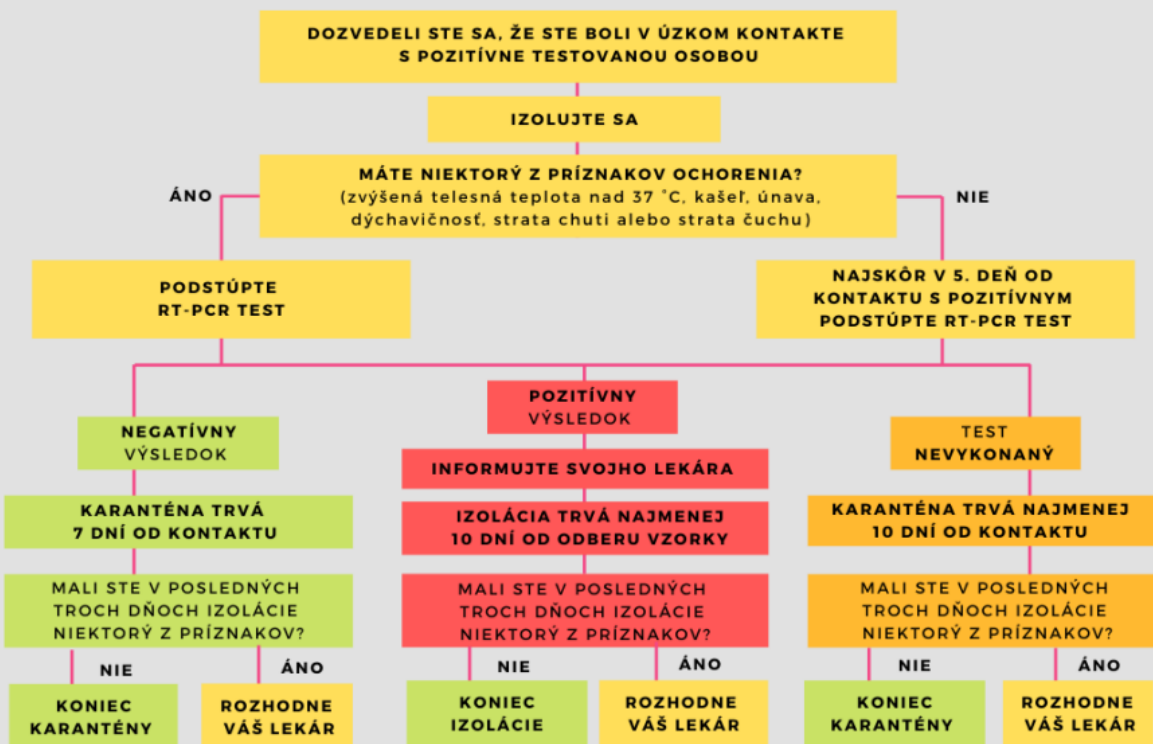 DOZVEDELI STE SA, ŽE STE BOLI V ÚZKOM KONTAKTE
S POZITÍVNE TESTOVANOU OSOBOU
IZOLUJTE SA
MÁTE NIEKTORÝ Z PRÍZNAKOV OCHORENIA?
(zvýšená telesná teplota nad 37 °C, kašeľ, únava,
dýchavičnosť, strata chuti alebo strata čuchu)
ÁNO
NIE
PODSTÚPTE
RT-PCR TEST
NAJSKÔR V 5. DEŇ OD
KONTAKTU S POZITÍVNYM
PODSTÚPTE RT-PCR TEST
NEGATÍVNY
VÝSLEDOK
KARANTÉNA TRVÁ
7 DNÍ OD KONTAKTU
MALI STE V POSLEDNÝCH
TROCH DŇOCH IZOLÁCIE
NIEKTORÝ Z PRÍZNAKOV?
NIE
ÁNO
KONIEC
KARANTÉNY
ROZHODNE
VÁŠ LEKÁR
POZITÍVNY
VÝSLEDOK
INFORMUJTE SVOJHO LEKÁRA
IZOLÁCIA TRVÁ NAJMENEJ
10 DNÍ OD ODBERU VZORKY
MALI STE V POSLEDNÝCH
TROCH DŇOCH IZOLÁCIE
NIEKTORÝ Z PRÍZNAKOV?
NIE
ÁNO
KONIEC
IZOLÁCIE
ROZHODNE
VÁŠ LEKÁR
TEST
NEVYKONANÝ
KARANTÉNA TRVÁ NAJMENEJ
10 DNÍ OD KONTAKTU
MALI STE V POSLEDNÝCH
TROCH DŇOCH IZOLÁCIE
NIEKTORÝ Z PRÍZNAKOV?
NIE
ÁNO
KONIEC
KARANTÉNY
ROZHODNE
VÁŠ LEKÁR